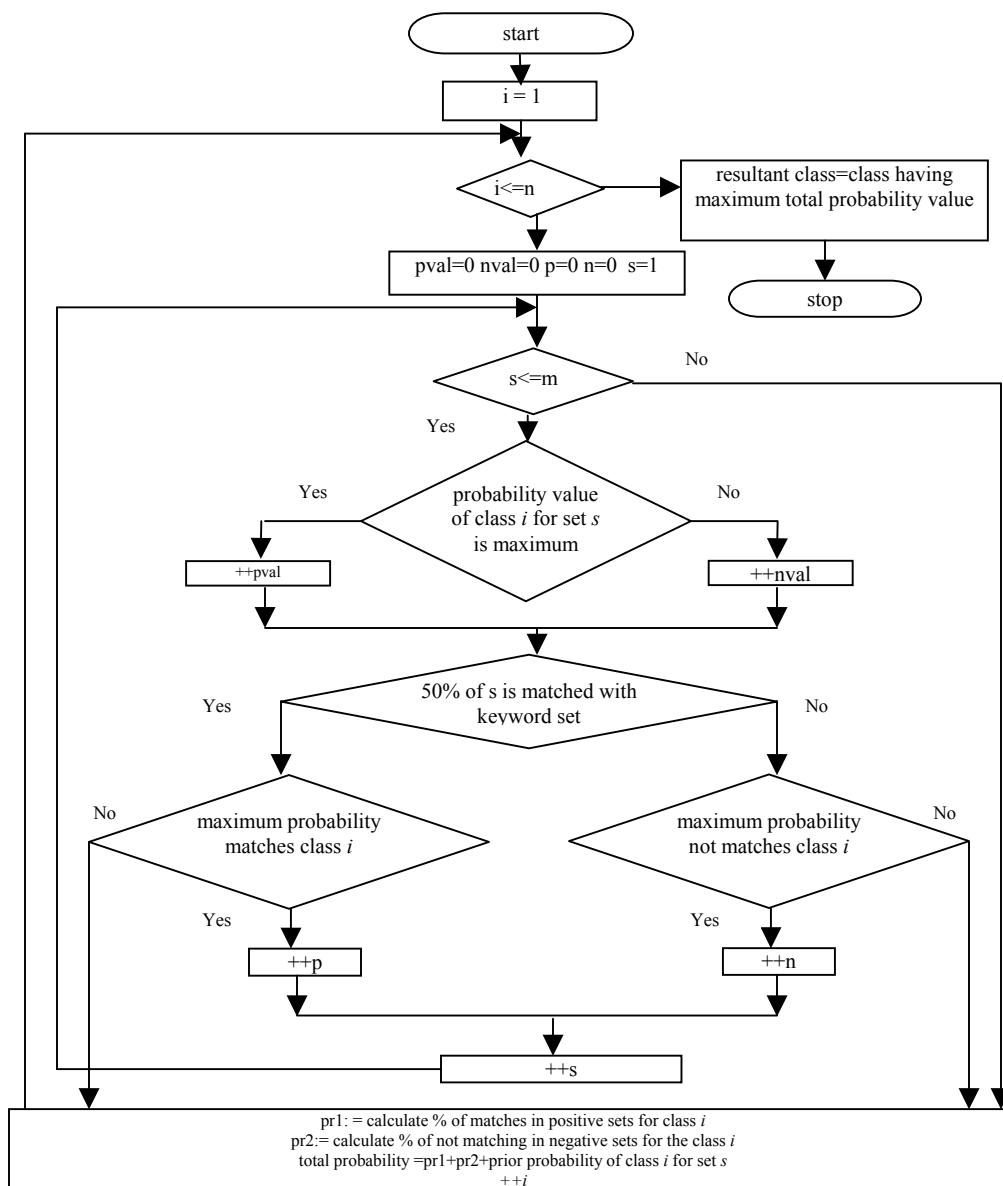 start
i = 1
i<=n
resultant class=class having
maximum total probability value
pval=0 nval=0 p=0 n=0 s=1
stop
No
s<=m
Yes
Yes
No
probability value
of class i for set s
is maximum
++pval
++nval
50% of s is matched with
keyword set
Yes
No
No
maximum probability
matches class i
maximum probability
not matches class i
No
Yes
Yes
++p
++n
++s
pr1: = calculate % of matches in positive sets for class i
pr2:= calculate % of not matching in negative sets for the class i
total probability =pr1+pr2+prior probability of class i for set s
++i